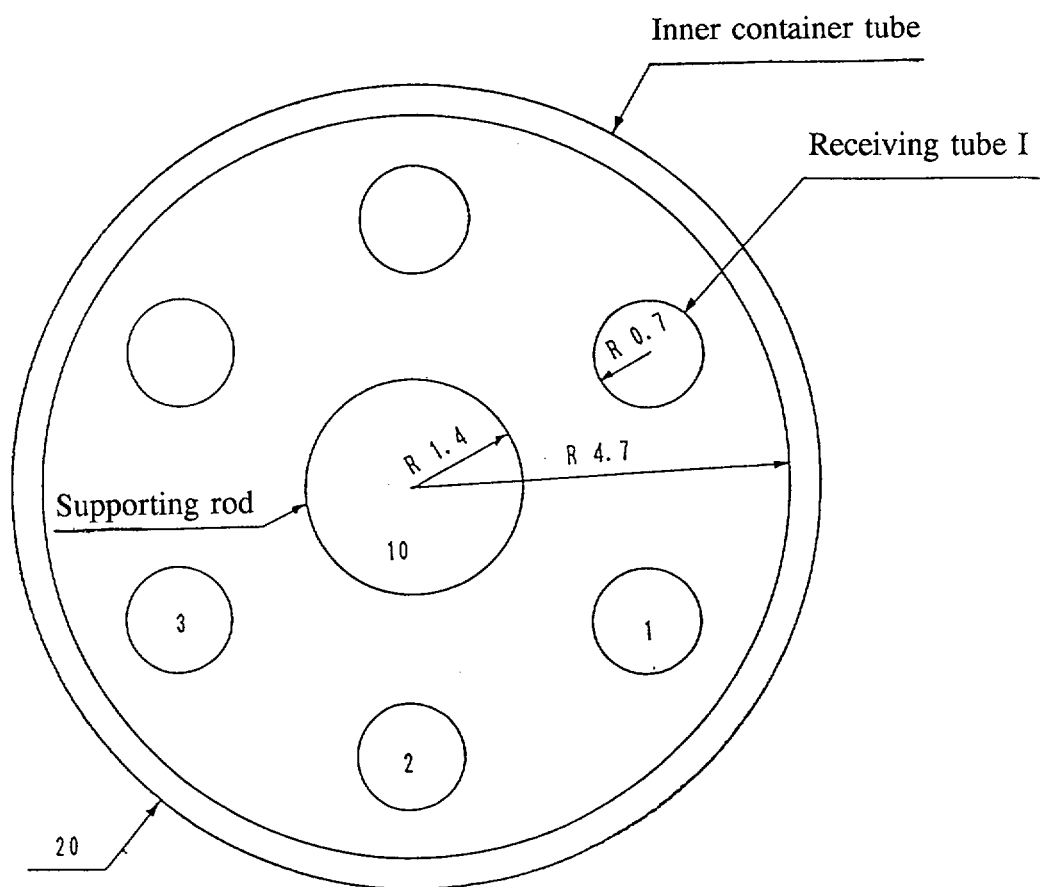 Inner container tube
Receiving tube I
R 0.7
R 1.4
R 4.7
Supporting rod
10
3
1
2
20